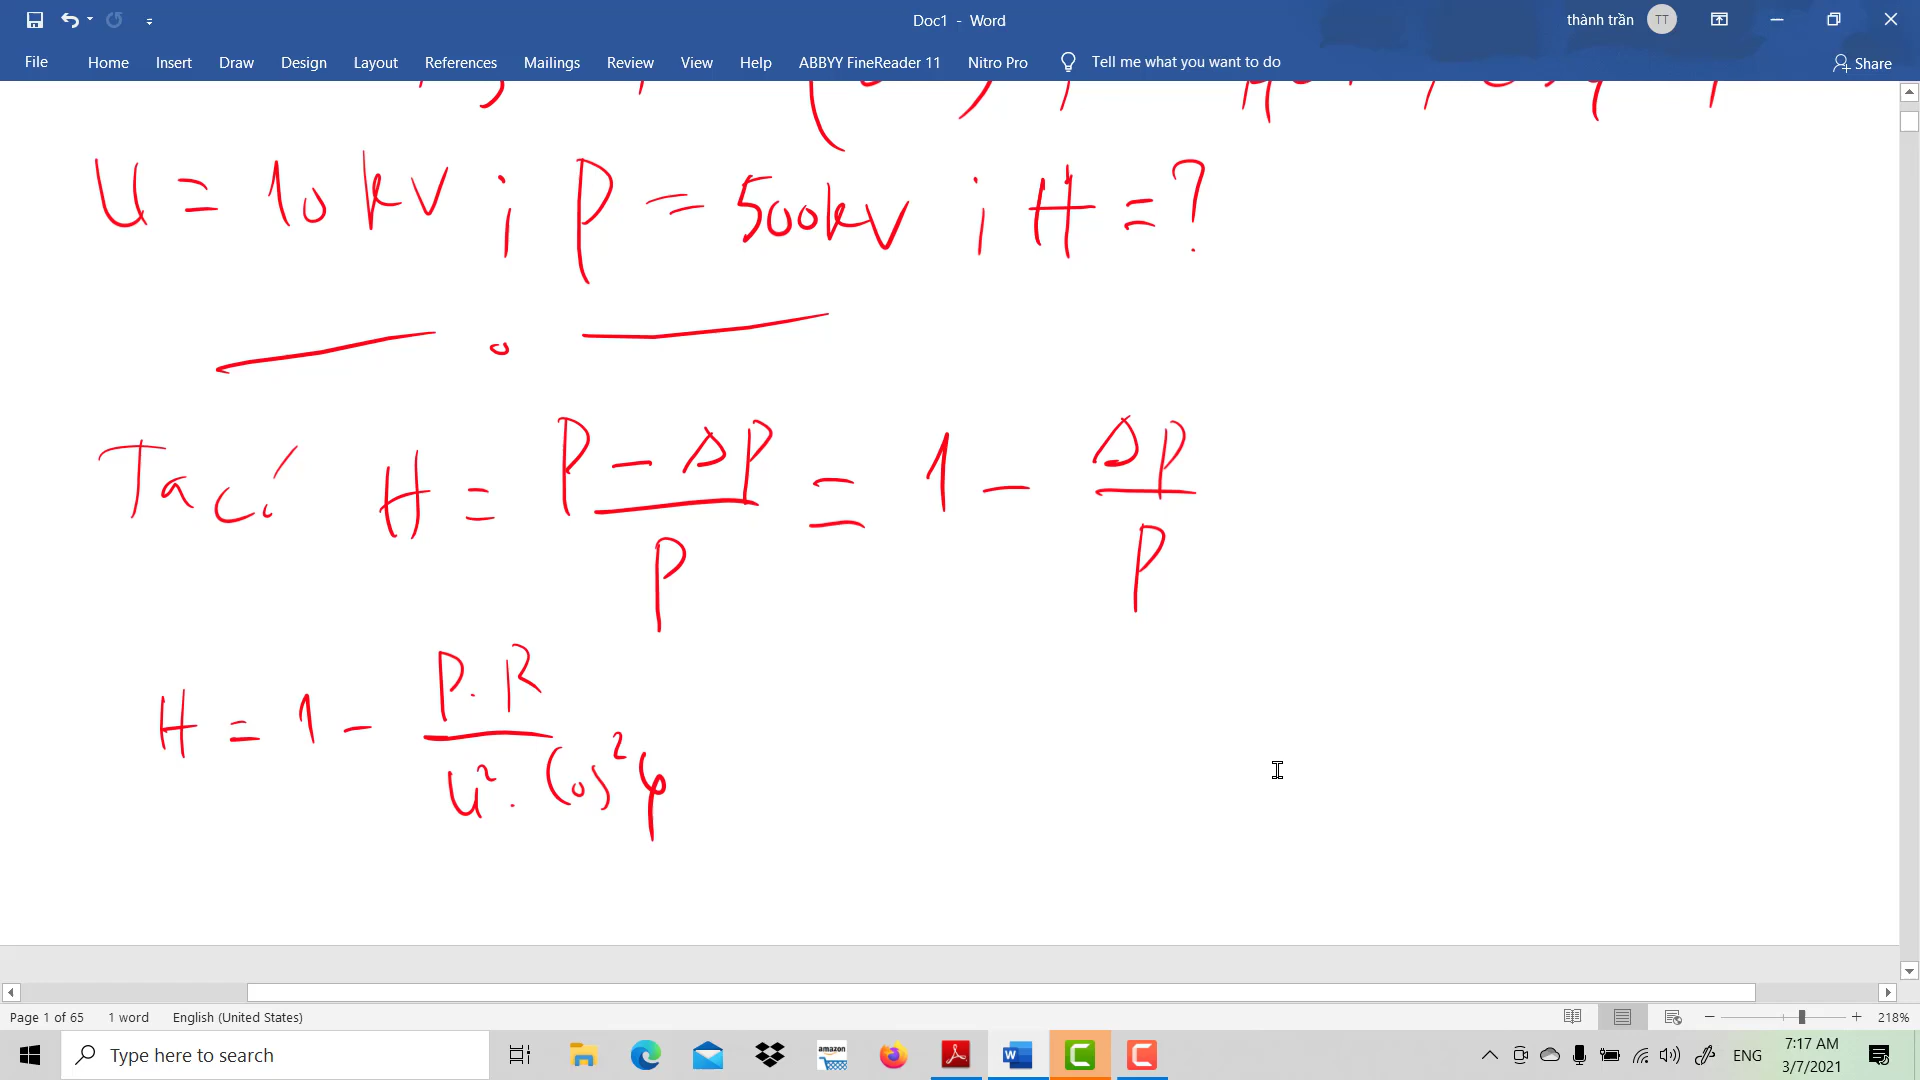 Doc1 - Word
thành trần
TT
File Home Insert Draw Design Layout References Mailings Review View Help ABBYY FineReader 11 Nitro Pro Tell me what you want to do Share
U = 10 kV ; P = 500kV ; H = ?
Ta có H = (P - ΔP)/P = 1 - ΔP/P
H = 1 - (P.R)/(U². Cos²φ)
Page 1 of 65 1 word English (United States) 218%
Type here to search
amazon
ENG
7:17 AM
3/7/2021